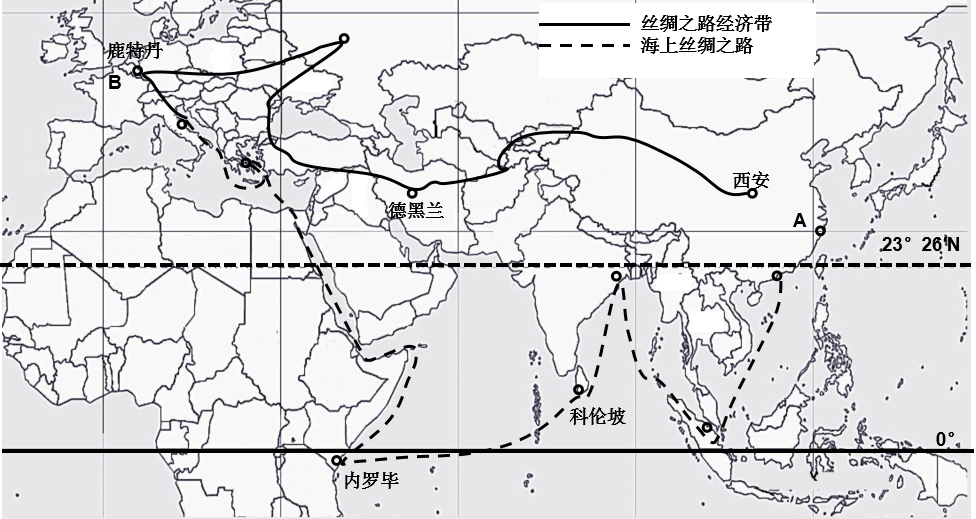 丝绸之路经济带
海上丝绸之路
鹿特丹
B
西安
德黑兰
A
23° 26′N
科伦坡
0°
内罗毕